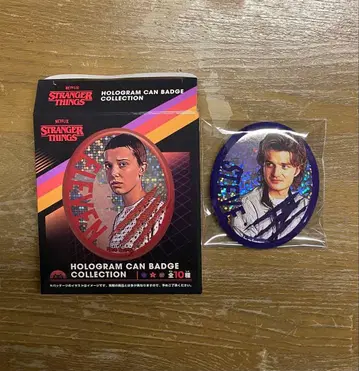 NETFLIX
STRANGER
THINGS
HOLOGRAM CAN BADGE
COLLECTION
NETFLIX
STRANGER
THINGS
ELEVEN
STEVE
HOLOGRAM CAN BADGE
COLLECTION
全10種